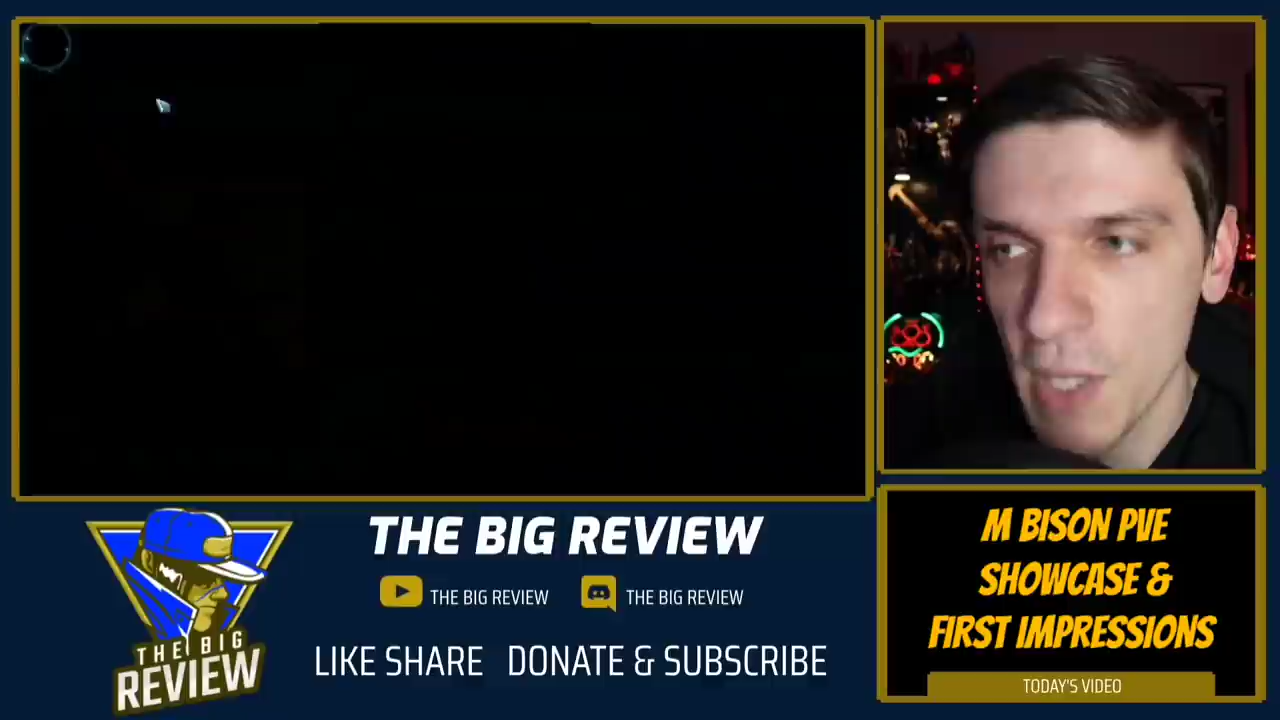 THE BIG REVIEW
THE BIG REVIEW
THE BIG REVIEW
LIKE SHARE DONATE & SUBSCRIBE
THE BIG
REVIEW
M BISON PVE
SHOWCASE &
FIRST IMPRESSIONS
TODAY'S VIDEO